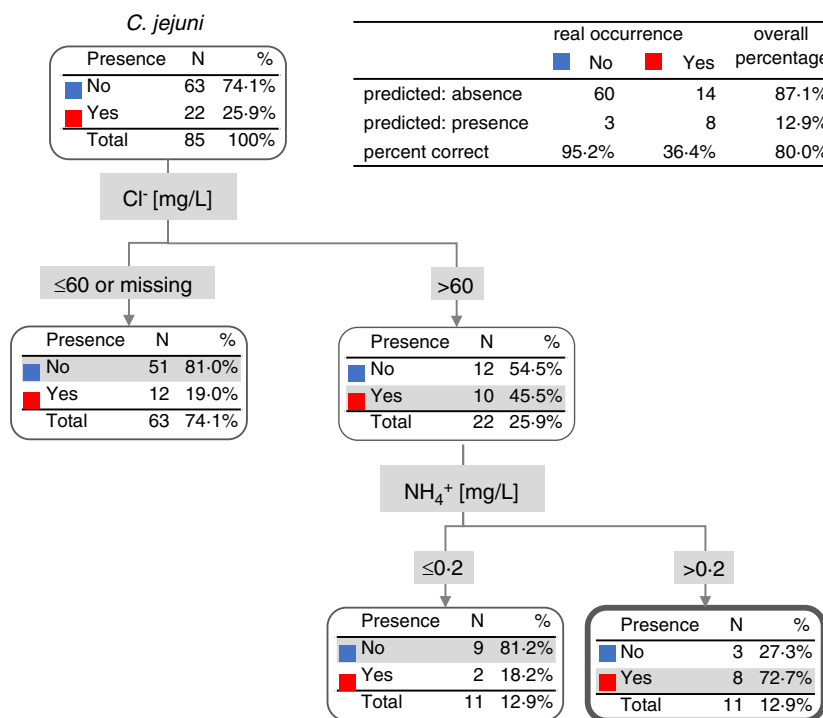 C. jejuni
Presence N %
No 63 74·1%
Yes 22 25·9%
Total 85 100%
real occurrence overall
No Yes percentage
predicted: absence 60 14 87·1%
predicted: presence 3 8 12·9%
percent correct 95·2% 36·4% 80·0%
Cl⁻ [mg/L]
≤60 or missing
>60
Presence N %
No 51 81·0%
Yes 12 19·0%
Total 63 74·1%
Presence N %
No 12 54·5%
Yes 10 45·5%
Total 22 25·9%
NH₄⁺ [mg/L]
≤0·2
>0·2
Presence N %
No 9 81·2%
Yes 2 18·2%
Total 11 12·9%
Presence N %
No 3 27·3%
Yes 8 72·7%
Total 11 12·9%